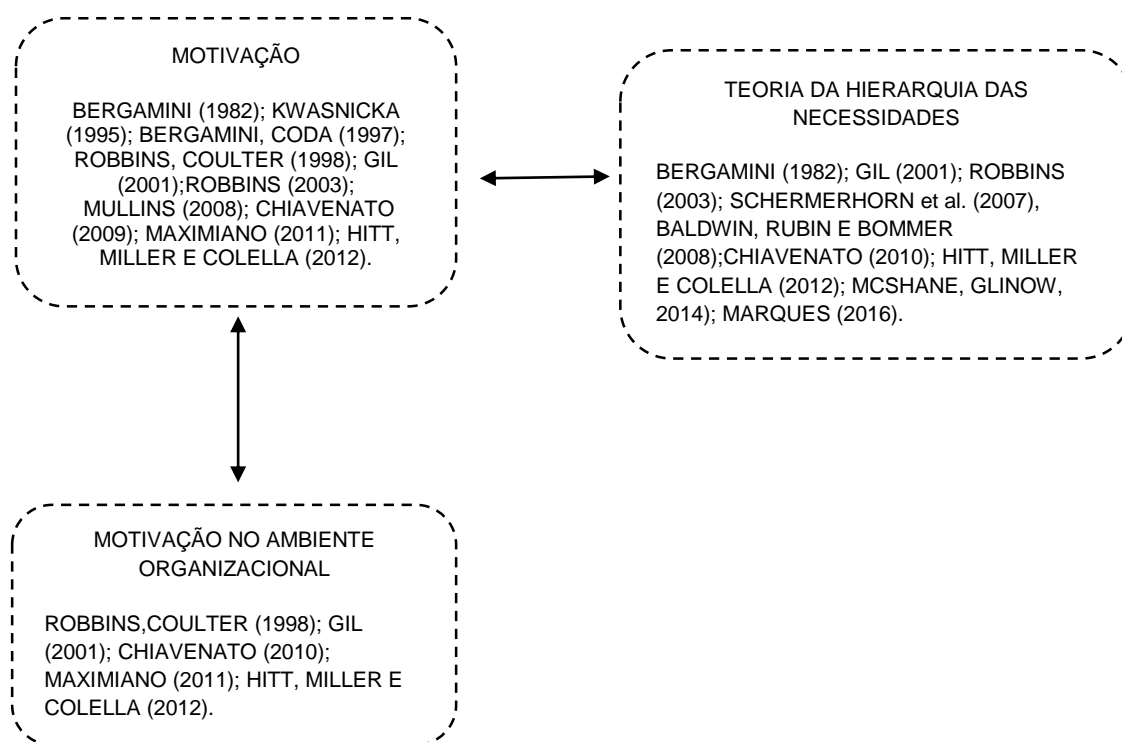 MOTIVAÇÃO
BERGAMINI (1982); KWASNICKA
(1995); BERGAMINI, CODA (1997);
ROBBINS, COULTER (1998); GIL
(2001);ROBBINS (2003);
MULLINS (2008); CHIAVENATO
(2009); MAXIMIANO (2011); HITT,
MILLER E COLELLA (2012).
TEORIA DA HIERARQUIA DAS
NECESSIDADES
BERGAMINI (1982); GIL (2001); ROBBINS
(2003); SCHERMERHORN et al. (2007),
BALDWIN, RUBIN E BOMMER
(2008);CHIAVENATO (2010); HITT, MILLER
E COLELLA (2012); MCSHANE, GLINOW,
2014); MARQUES (2016).
MOTIVAÇÃO NO AMBIENTE
ORGANIZACIONAL
ROBBINS,COULTER (1998); GIL
(2001); CHIAVENATO (2010);
MAXIMIANO (2011); HITT, MILLER E
COLELLA (2012).